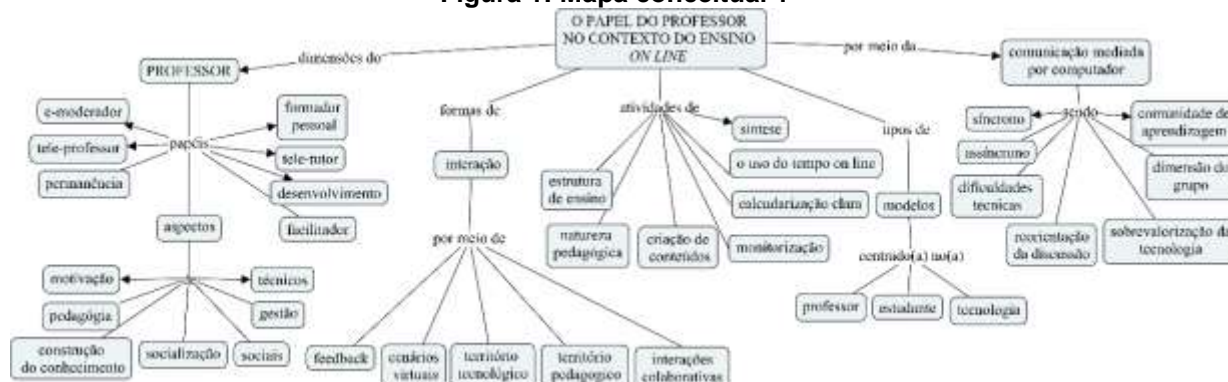 Figura 1: Mapa conceitual 1
O PAPEL DO PROFESSOR
NO CONTEXTO DO ENSINO
ON LINE
dimensões do
por meio da
PROFESSOR
comunicação mediada
por computador
e-moderador
formador
pessoal
formas de
atividades de
tipos de
sendo
síncrono
comunidade de
aprendizagem
tele-professor
papéis
tele-tutor
síntese
assíncrono
permanência
desenvolvimento
interação
estrutura
de ensino
o uso do tempo on line
dimensão do
grupo
facilitador
calendarização clara
modelos
dificuldades
técnicas
aspectos
por meio de
natureza
pedagógica
criação de
conteúdos
monitorização
centrado(a) no(a)
reorientação
da discussão
sobrevalorização da
tecnologia
motivação
técnicos
pedagógia
gestão
professor
estudante
tecnologia
construção
do conhecimento
socialização
sociais
feedback
cenários
virtuais
território
tecnológico
território
pedagogico
interações
colaborativas